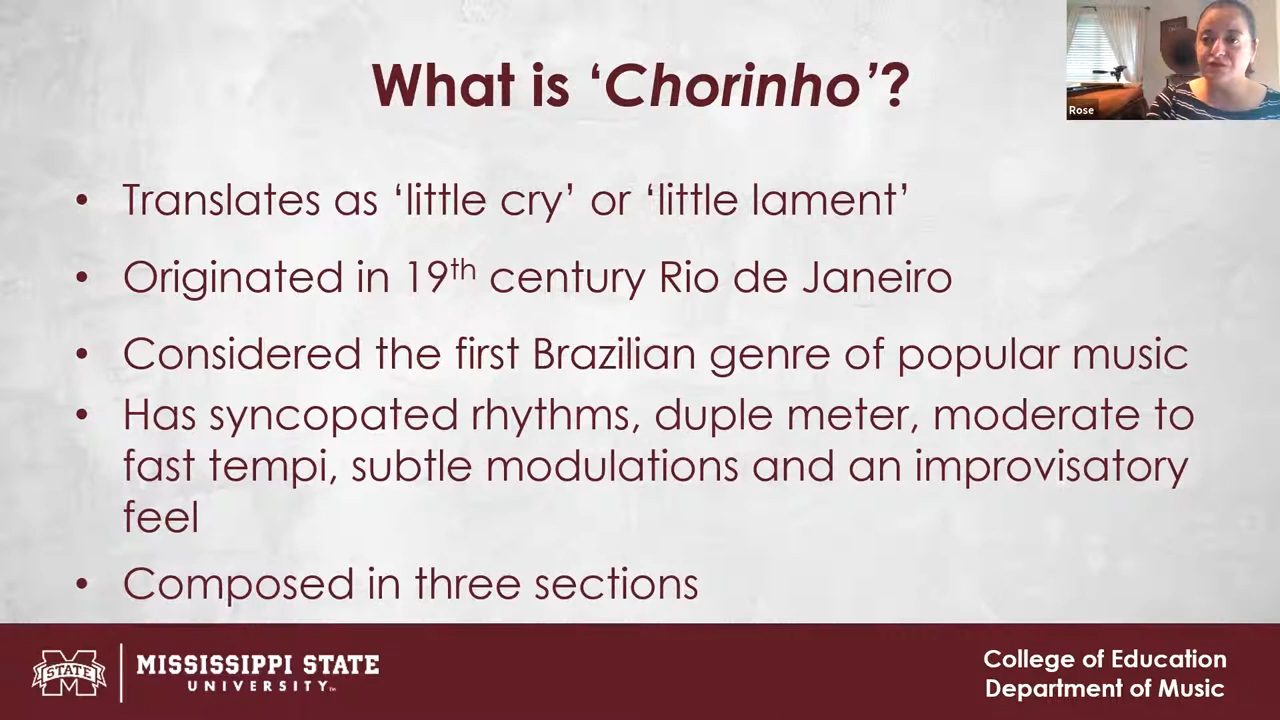 What is ‘Chorinho’?
Rose
• Translates as ‘little cry’ or ‘little lament’
• Originated in 19th century Rio de Janeiro
• Considered the first Brazilian genre of popular music
• Has syncopated rhythms, duple meter, moderate to
fast tempi, subtle modulations and an improvisatory
feel
• Composed in three sections
STATE
MISSISSIPPI STATE
UNIVERSITY™
College of Education
Department of Music